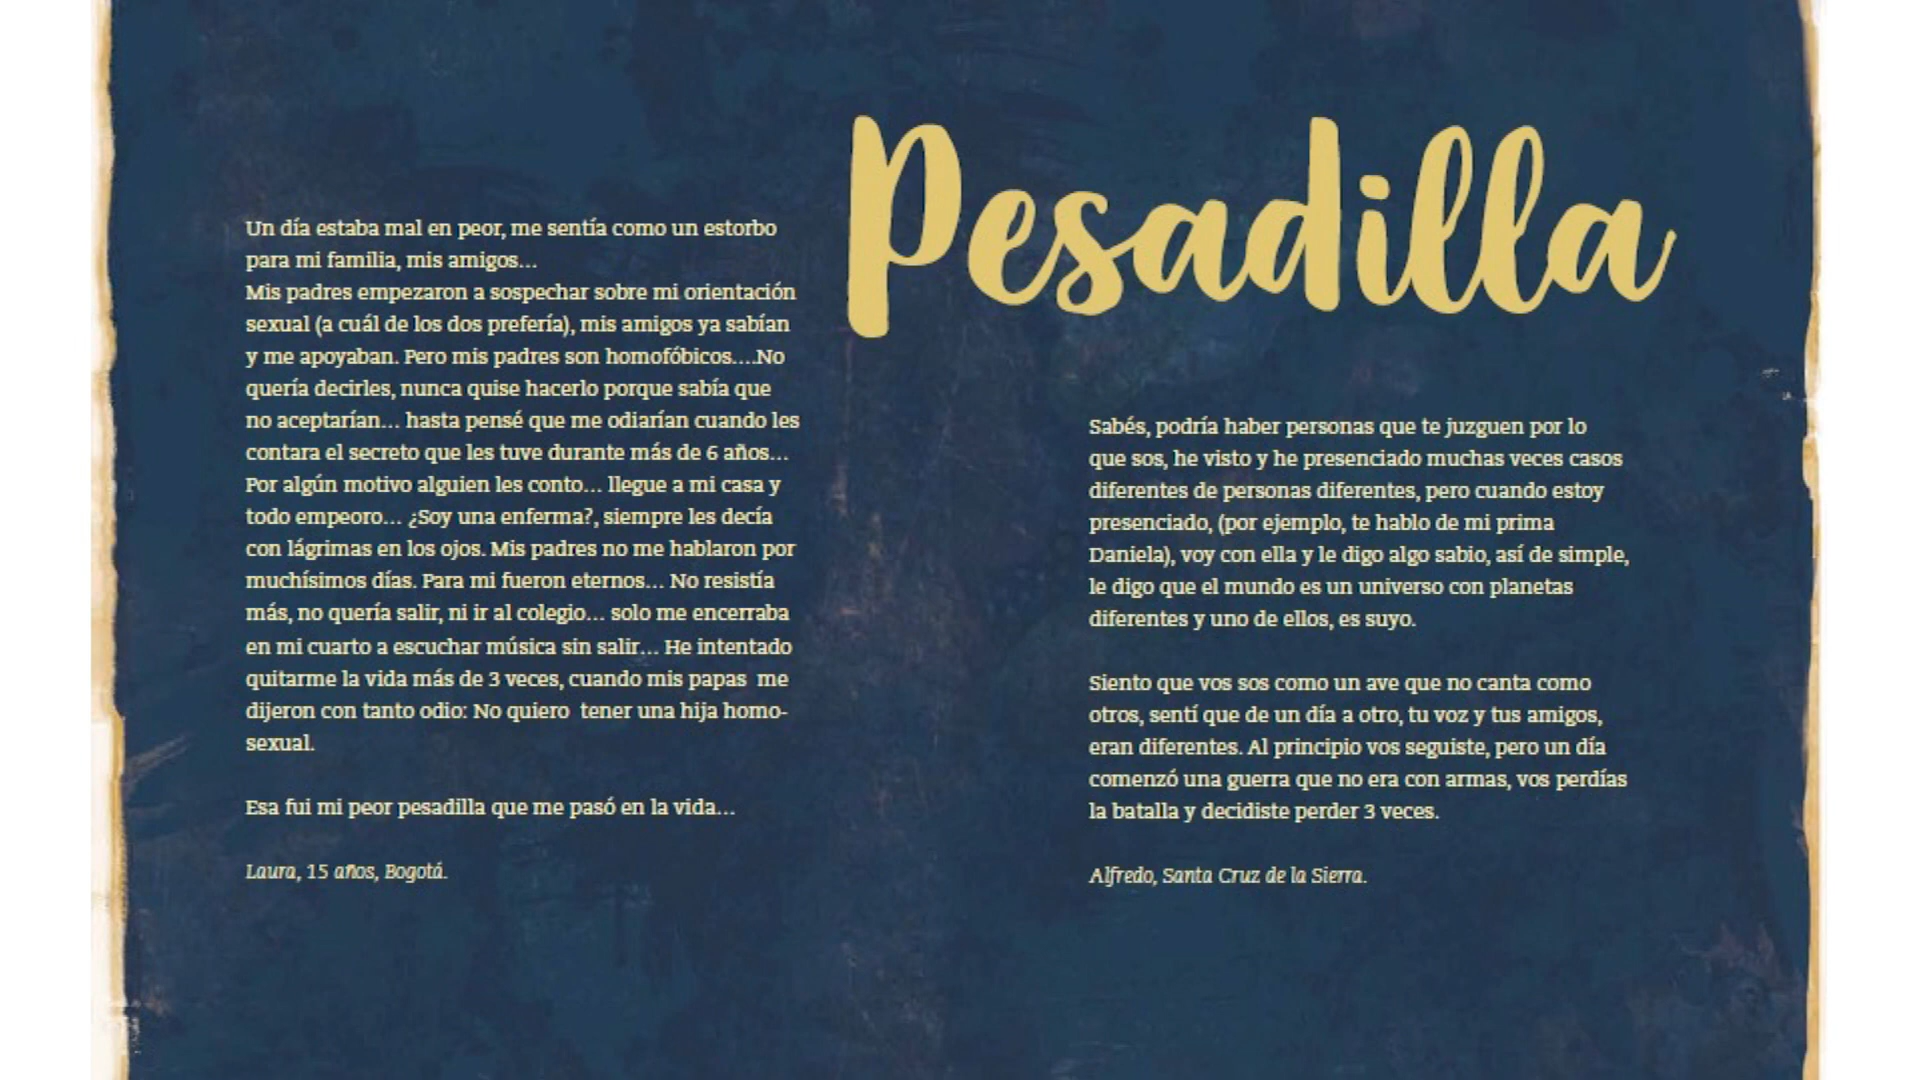 Pesadilla
Un día estaba mal en peor, me sentía como un estorbo
para mi familia, mis amigos...
Mis padres empezaron a sospechar sobre mi orientación
sexual (a cuál de los dos prefería), mis amigos ya sabían
y me apoyaban. Pero mis padres son homofóbicos....No
quería decirles, nunca quise hacerlo porque sabía que
no aceptarían... hasta pensé que me odiarían cuando les
contara el secreto que les tuve durante más de 6 años...
Por algún motivo alguien les conto... llegue a mi casa y
todo empeoro... ¿Soy una enferma?, siempre les decía
con lágrimas en los ojos. Mis padres no me hablaron por
muchísimos días. Para mi fueron eternos... No resistía
más, no quería salir, ni ir al colegio... solo me encerraba
en mi cuarto a escuchar música sin salir... He intentado
quitarme la vida más de 3 veces, cuando mis papas  me
dijeron con tanto odio: No quiero  tener una hija homo-
sexual.
Esa fui mi peor pesadilla que me pasó en la vida...
Laura, 15 años, Bogotá.
Sabés, podría haber personas que te juzguen por lo
que sos, he visto y he presenciado muchas veces casos
diferentes de personas diferentes, pero cuando estoy
presenciado, (por ejemplo, te hablo de mi prima
Daniela), voy con ella y le digo algo sabio, así de simple,
le digo que el mundo es un universo con planetas
diferentes y uno de ellos, es suyo.
Siento que vos sos como un ave que no canta como
otros, sentí que de un día a otro, tu voz y tus amigos,
eran diferentes. Al principio vos seguiste, pero un día
comenzó una guerra que no era con armas, vos perdías
la batalla y decidiste perder 3 veces.
Alfredo, Santa Cruz de la Sierra.